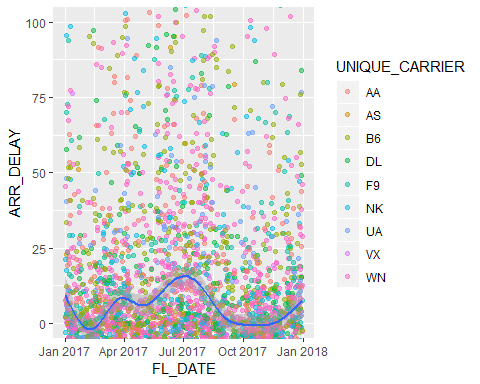 100
75
50
25
0
ARR_DELAY
Jan 2017 Apr 2017 Jul 2017 Oct 2017 Jan 2018
FL_DATE
UNIQUE_CARRIER
AA
AS
B6
DL
F9
NK
UA
VX
WN